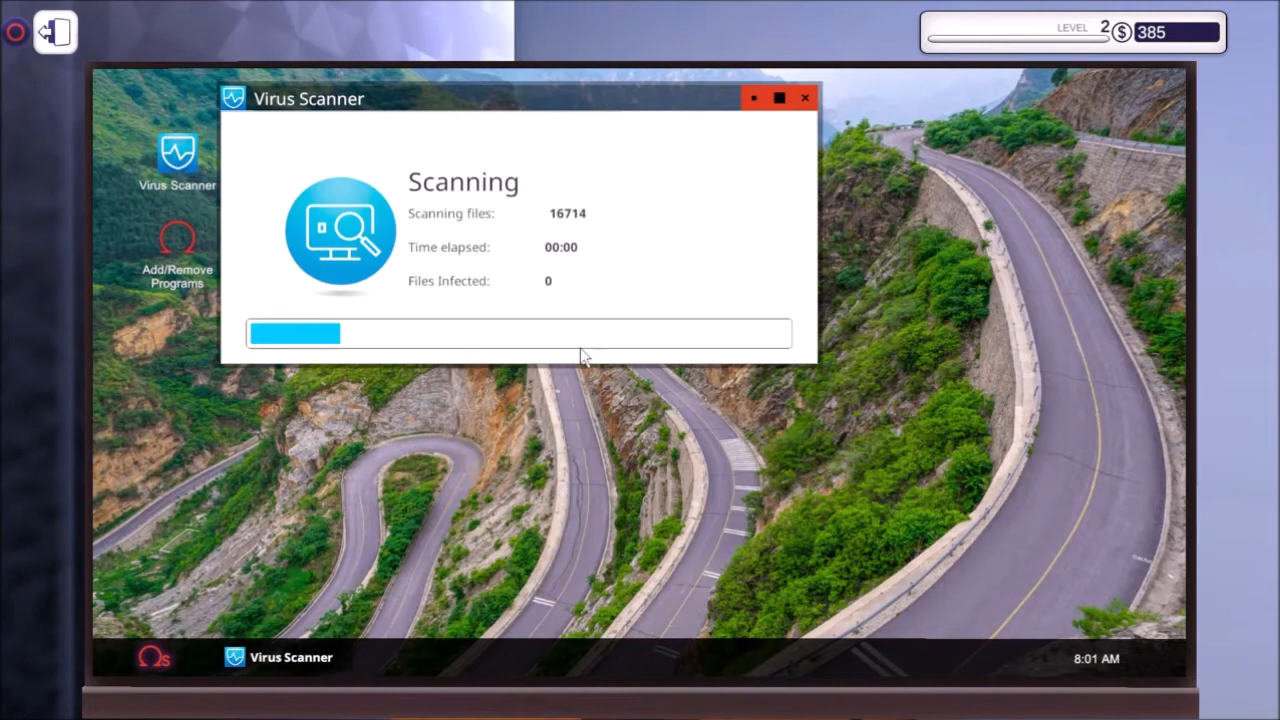 LEVEL 2 $ 385
Virus Scanner
Virus Scanner
Scanning
Scanning files: 16714
Time elapsed: 00:00
Files Infected: 0
Add/Remove
Programs
Ωs
Virus Scanner
8:01 AM